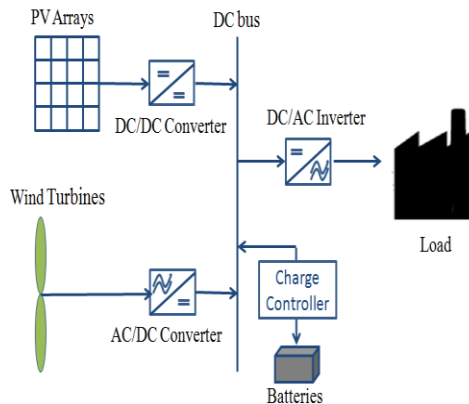 PV Arrays
DC bus
DC/DC Converter
DC/AC Inverter
Wind Turbines
Load
Charge
Controller
AC/DC Converter
Batteries